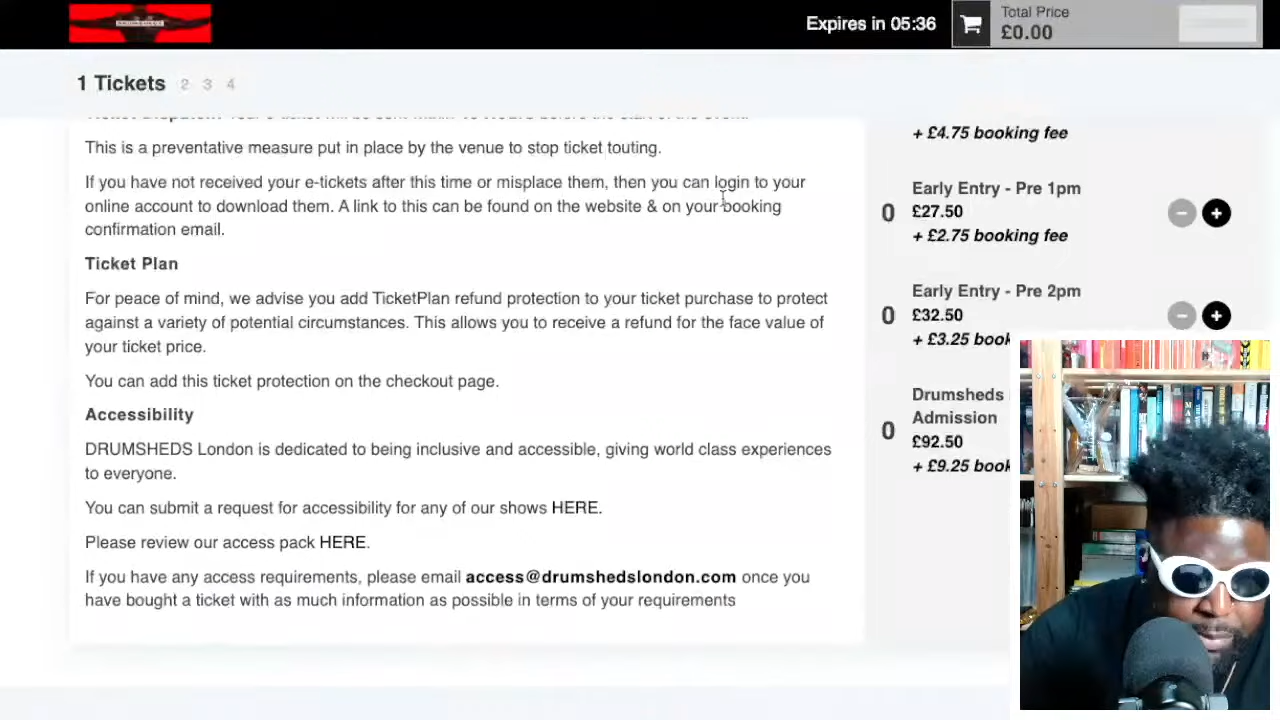 Expires in 05:36
Total Price
£0.00
1 Tickets 2 3 4
This is a preventative measure put in place by the venue to stop ticket touting.
If you have not received your e-tickets after this time or misplace them, then you can login to your
online account to download them. A link to this can be found on the website & on your booking
confirmation email.
Ticket Plan
For peace of mind, we advise you add TicketPlan refund protection to your ticket purchase to protect
against a variety of potential circumstances. This allows you to receive a refund for the face value of
your ticket price.
You can add this ticket protection on the checkout page.
Accessibility
DRUMSHEDS London is dedicated to being inclusive and accessible, giving world class experiences
to everyone.
You can submit a request for accessibility for any of our shows HERE.
Please review our access pack HERE.
If you have any access requirements, please email access@drumshedslondon.com once you
have bought a ticket with as much information as possible in terms of your requirements
+ £4.75 booking fee
Early Entry - Pre 1pm
0 £27.50
+ £2.75 booking fee
Early Entry - Pre 2pm
0 £32.50
+ £3.25 book
Drumsheds
Admission
0 £92.50
+ £9.25 book